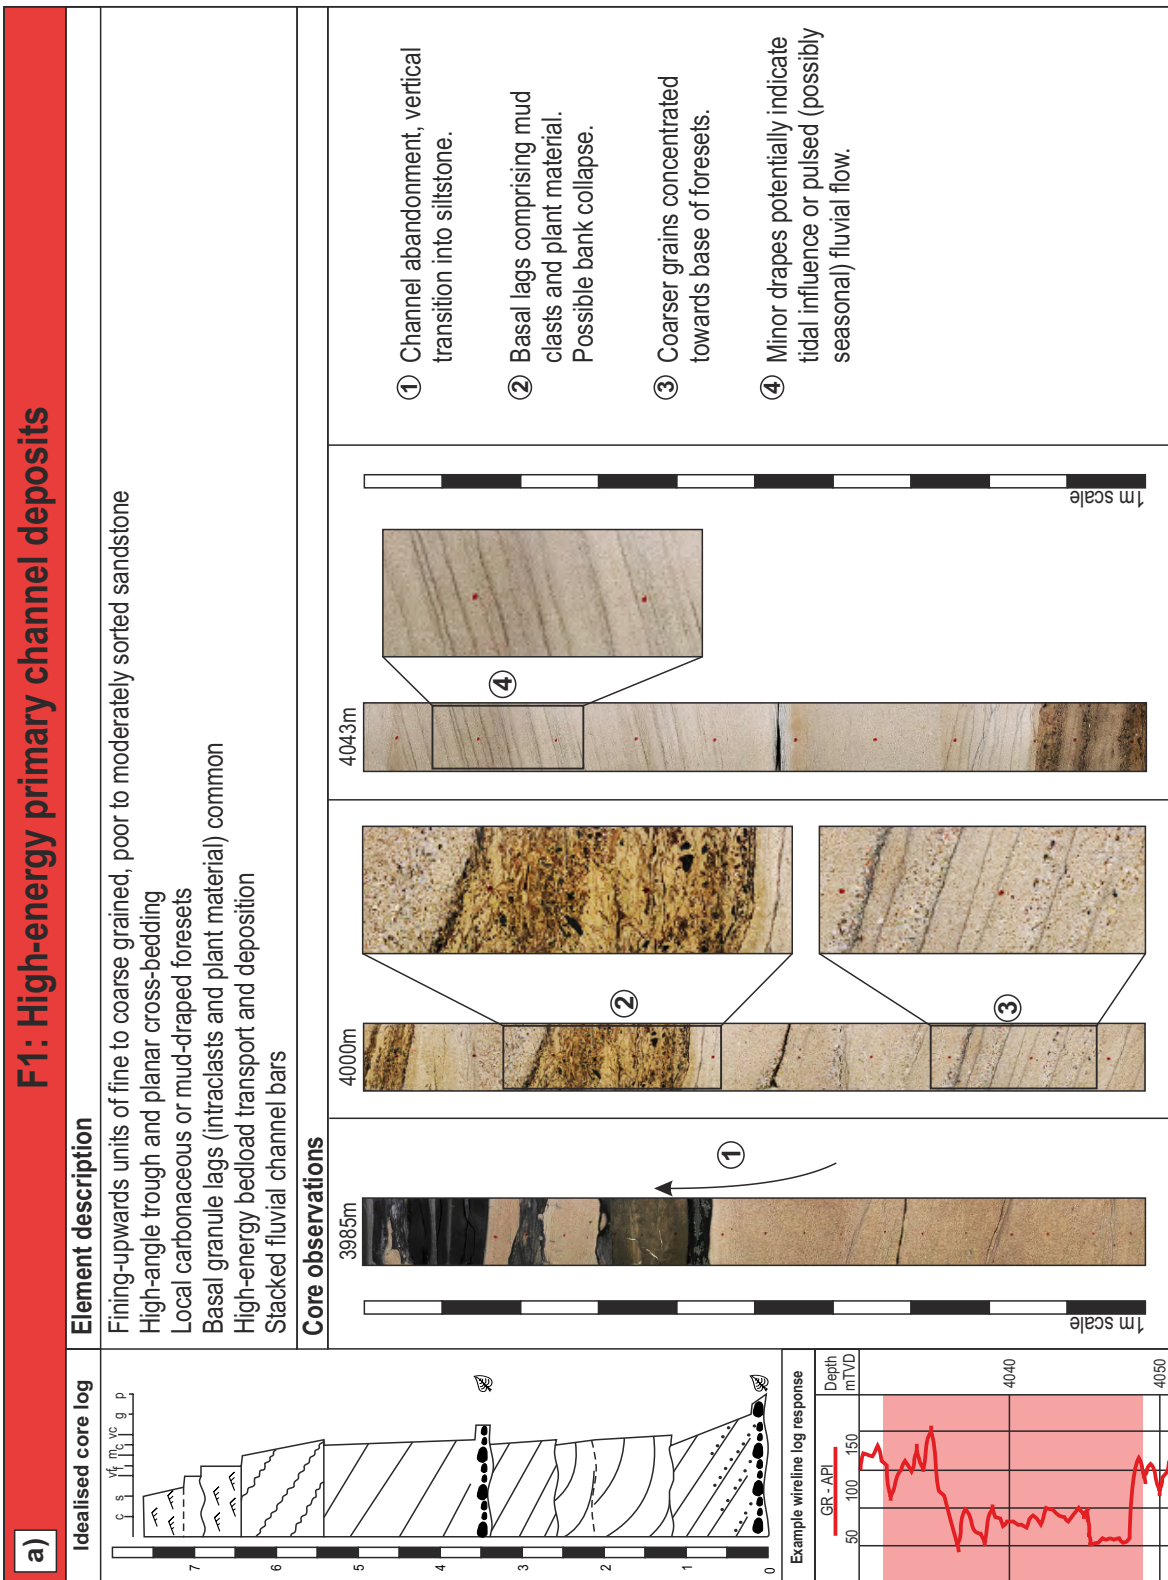 a)
F1: High-energy primary channel deposits
Idealised core log
Element description
Fining-upwards units of fine to coarse grained, poor to moderately sorted sandstone
High-angle trough and planar cross-bedding
Local carbonaceous or mud-draped foresets
Basal granule lags (intraclasts and plant material) common
High-energy bedload transport and deposition
Stacked fluvial channel bars
c s vf f m c vc g p
7
6
5
4
3
2
1
0
Core observations
1m scale
3985m
1
4000m
2
3
4043m
4
1m scale
1 Channel abandonment, vertical
transition into siltstone.
2 Basal lags comprising mud
clasts and plant material.
Possible bank collapse.
3 Coarser grains concentrated
towards base of foresets.
4 Minor drapes potentially indicate
tidal influence or pulsed (possibly
seasonal) fluvial flow.
Example wireline log response
GR - API
50 100 150
Depth
mTVD
4040
4050